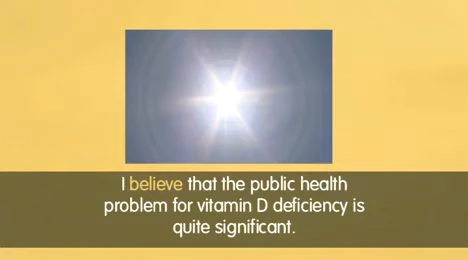 I believe that the public health
problem for vitamin D deficiency is
quite significant.